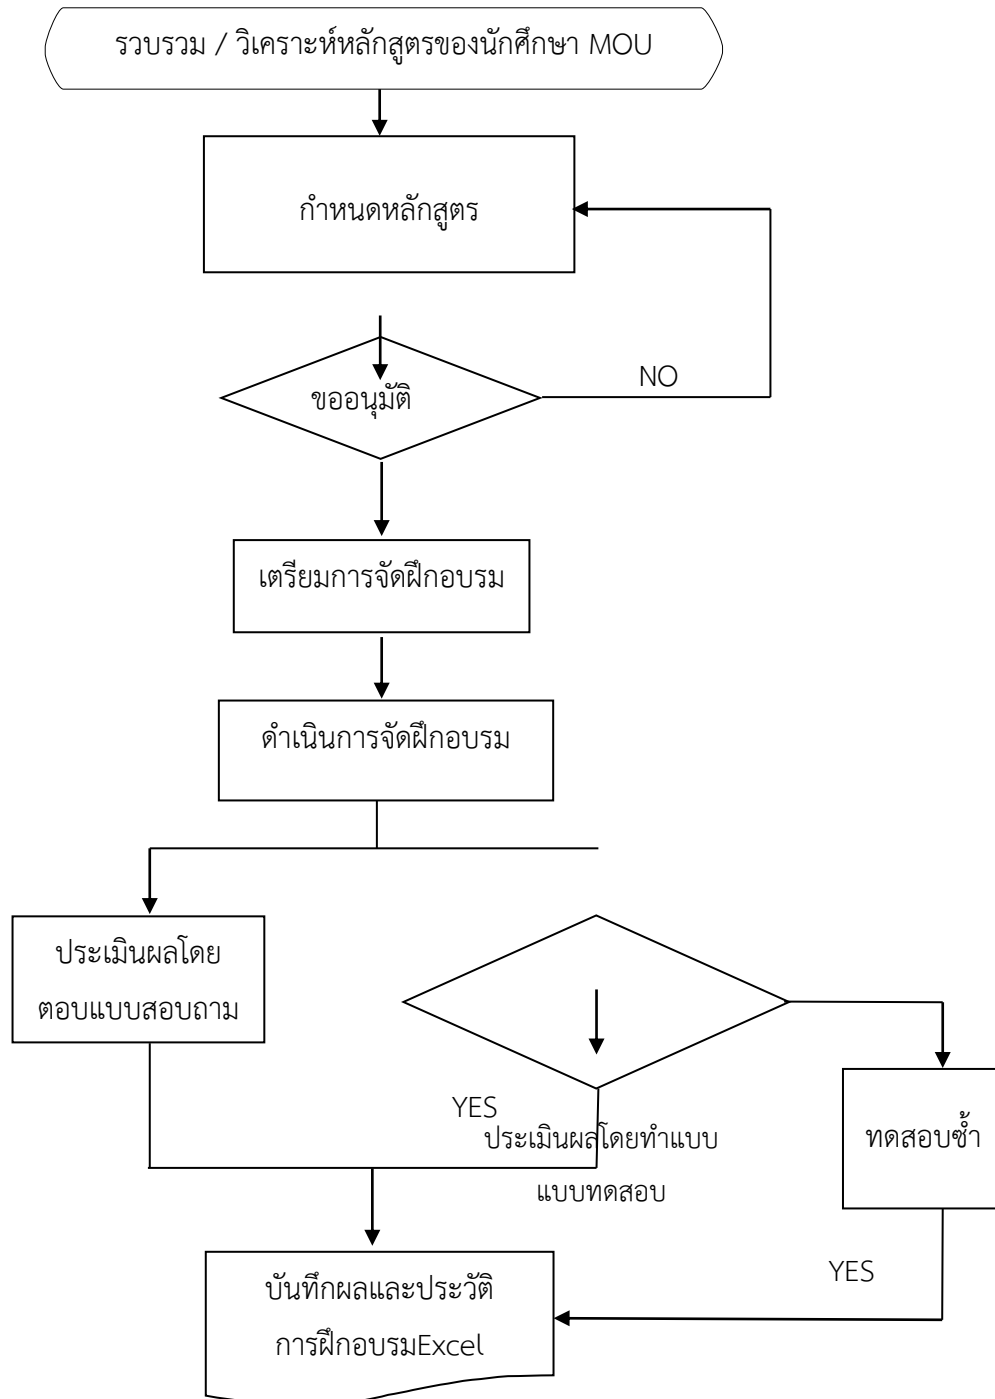 รวบรวม / วิเคราะห์หลักสูตรของนักศึกษา MOU
กำหนดหลักสูตร
NO
ขออนุมัติ
เตรียมการจัดฝึกอบรม
ดำเนินการจัดฝึกอบรม
ประเมินผลโดย
ตอบแบบสอบถาม
YES
ประเมินผลโดยทำแบบ
แบบทดสอบ
ทดสอบซ้ำ
YES
บันทึกผลและประวัติ
การฝึกอบรมExcel